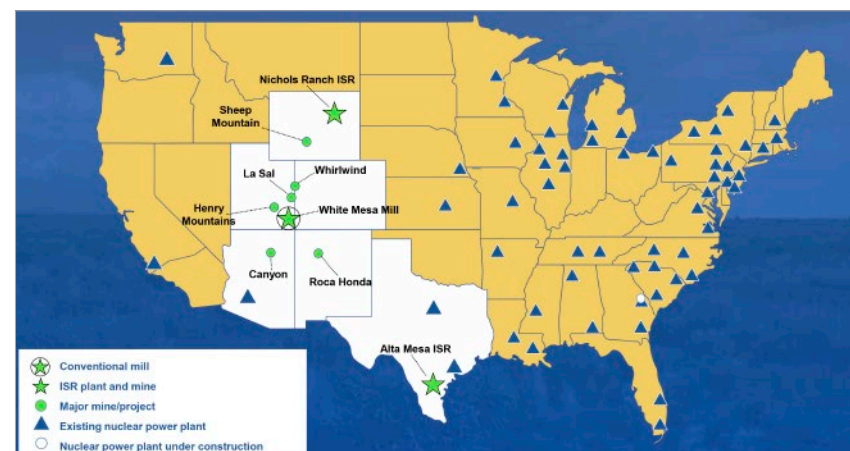 Nichols Ranch ISR
Sheep
Mountain
La Sal
Whirlwind
Henry
Mountains
White Mesa Mill
Canyon
Roca Honda
Alta Mesa ISR
Conventional mill
ISR plant and mine
Major mine/project
Existing nuclear power plant
Nuclear power plant under construction